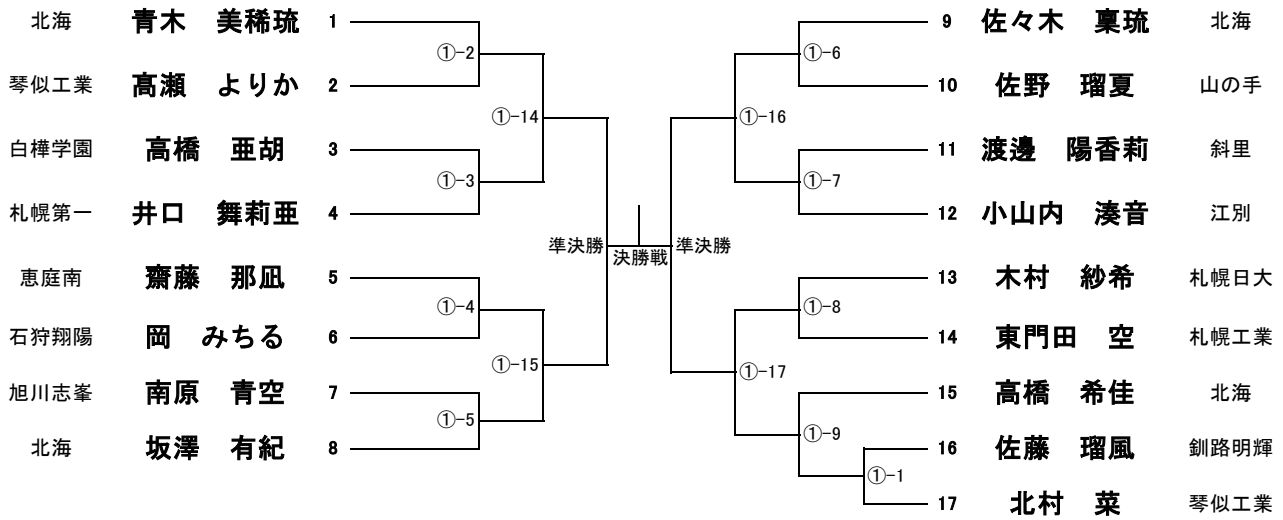 北海 青木 美稀琉 1
①-2
琴似工業 髙瀬 よりか 2
①-14
白樺学園 高橋 亜胡 3
①-3
札幌第一 井口 舞莉亜 4
準決勝
恵庭南 齋藤 那凪 5
①-4
石狩翔陽 岡 みちる 6
①-15
旭川志峯 南原 青空 7
①-5
北海 坂澤 有紀 8
決勝戦
9 佐々木 稟琉 北海
①-6
10 佐野 瑠夏 山の手
①-16
11 渡邊 陽香莉 斜里
①-7
12 小山内 湊音 江別
準決勝
13 木村 紗希 札幌日大
①-8
14 東門田 空 札幌工業
①-17
15 高橋 希佳 北海
①-9
16 佐藤 瑠風 釧路明輝
①-1
17 北村 菜 琴似工業